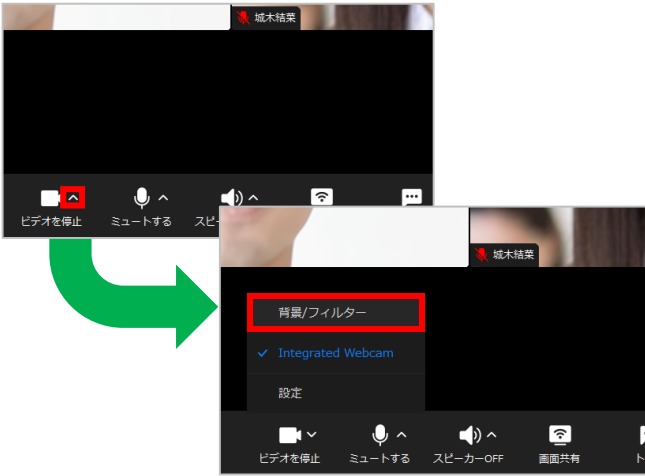 城木結菜
ビデオを停止
ミュートする
スピ
城木結菜
背景/フィルター
Integrated Webcam
設定
ビデオを停止
ミュートする
スピーカーOFF
画面共有
ト